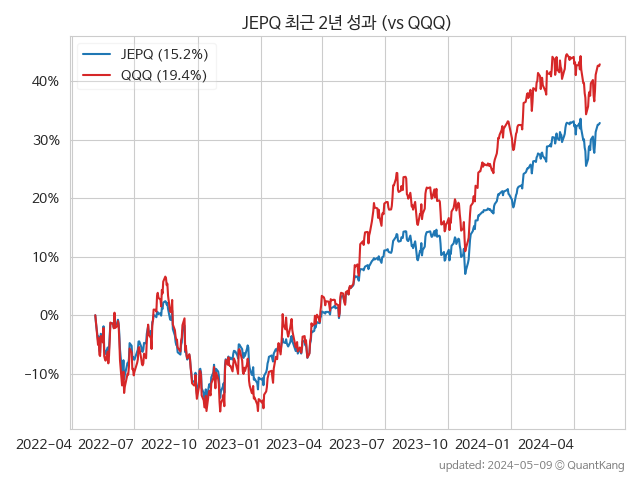 JEPQ 최근 2년 성과 (vs QQQ)
JEPQ (15.2%)
QQQ (19.4%)
40%
30%
20%
10%
0%
−10%
2022-04 2022-07 2022-10 2023-01 2023-04 2023-07 2023-10 2024-01 2024-04
updated: 2024-05-09 © QuantKang